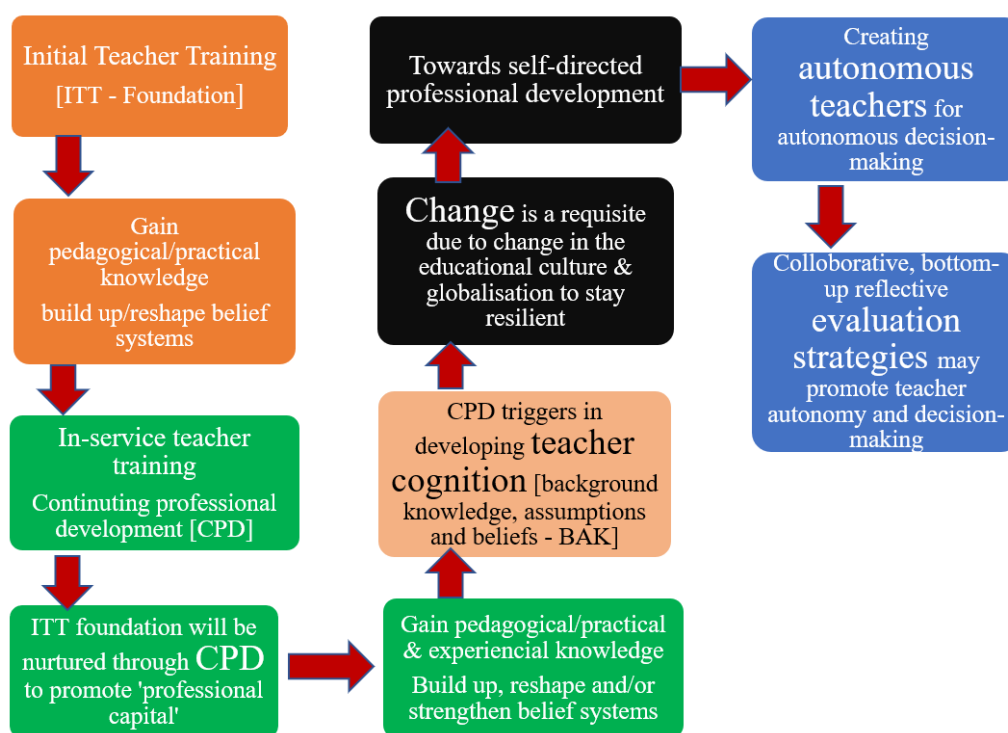 Initial Teacher Training
[ITT - Foundation]
Gain
pedagogical/practical
knowledge
build up/reshape belief
systems
In-service teacher
training
Continuting professional
development [CPD]
ITT foundation will be
nurtured through CPD
to promote 'professional
capital'
Gain pedagogical/practical
& experiencial knowledge
Build up, reshape and/or
strengthen belief systems
CPD triggers in
developing teacher
cognition [background
knowledge, assumptions
and beliefs - BAK]
Change is a requisite
due to change in the
educational culture &
globalisation to stay
resilient
Towards self-directed
professional development
Creating
autonomous
teachers for
autonomous decision-
making
Colloborative, bottom-
up reflective
evaluation
strategies may
promote teacher
autonomy and decision-
making